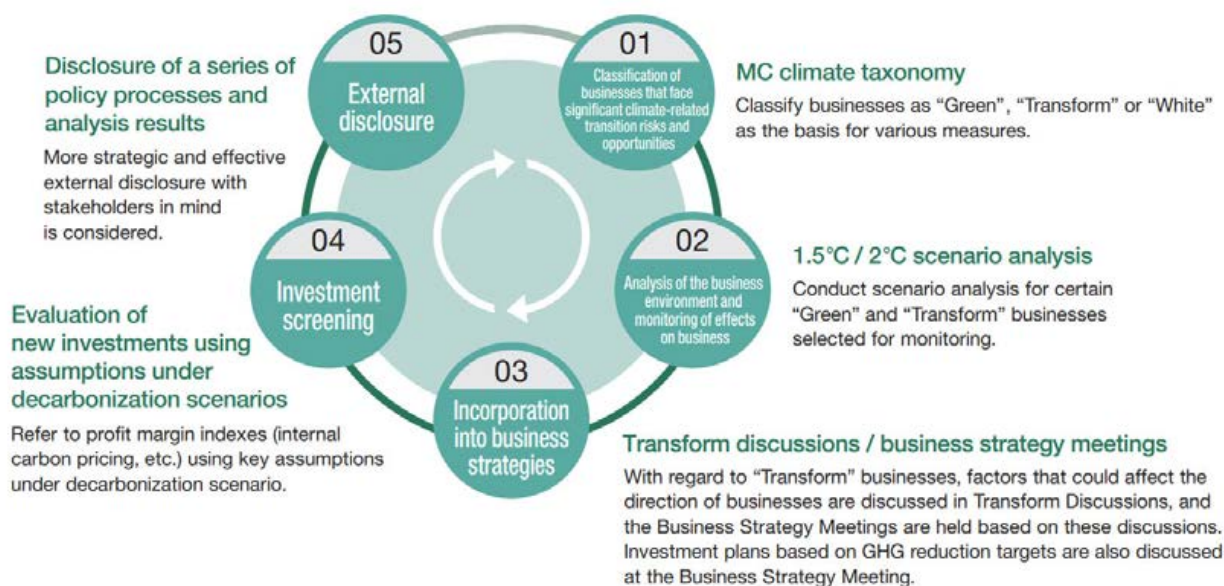 01
Classification of
businesses that face
significant climate-related
transition risks and
opportunities
MC climate taxonomy
Classify businesses as “Green”, “Transform” or “White”
as the basis for various measures.
02
Analysis of the business
environment and
monitoring of effects
on business
1.5°C / 2°C scenario analysis
Conduct scenario analysis for certain
“Green” and “Transform” businesses
selected for monitoring.
03
Incorporation
into business
strategies
Transform discussions / business strategy meetings
With regard to “Transform” businesses, factors that could affect the
direction of businesses are discussed in Transform Discussions, and
the Business Strategy Meetings are held based on these discussions.
Investment plans based on GHG reduction targets are also discussed
at the Business Strategy Meeting.
04
Investment
screening
Evaluation of
new investments using
assumptions under
decarbonization scenarios
Refer to profit margin indexes (internal
carbon pricing, etc.) using key assumptions
under decarbonization scenario.
05
External
disclosure
Disclosure of a series of
policy processes and
analysis results
More strategic and effective
external disclosure with
stakeholders in mind
is considered.